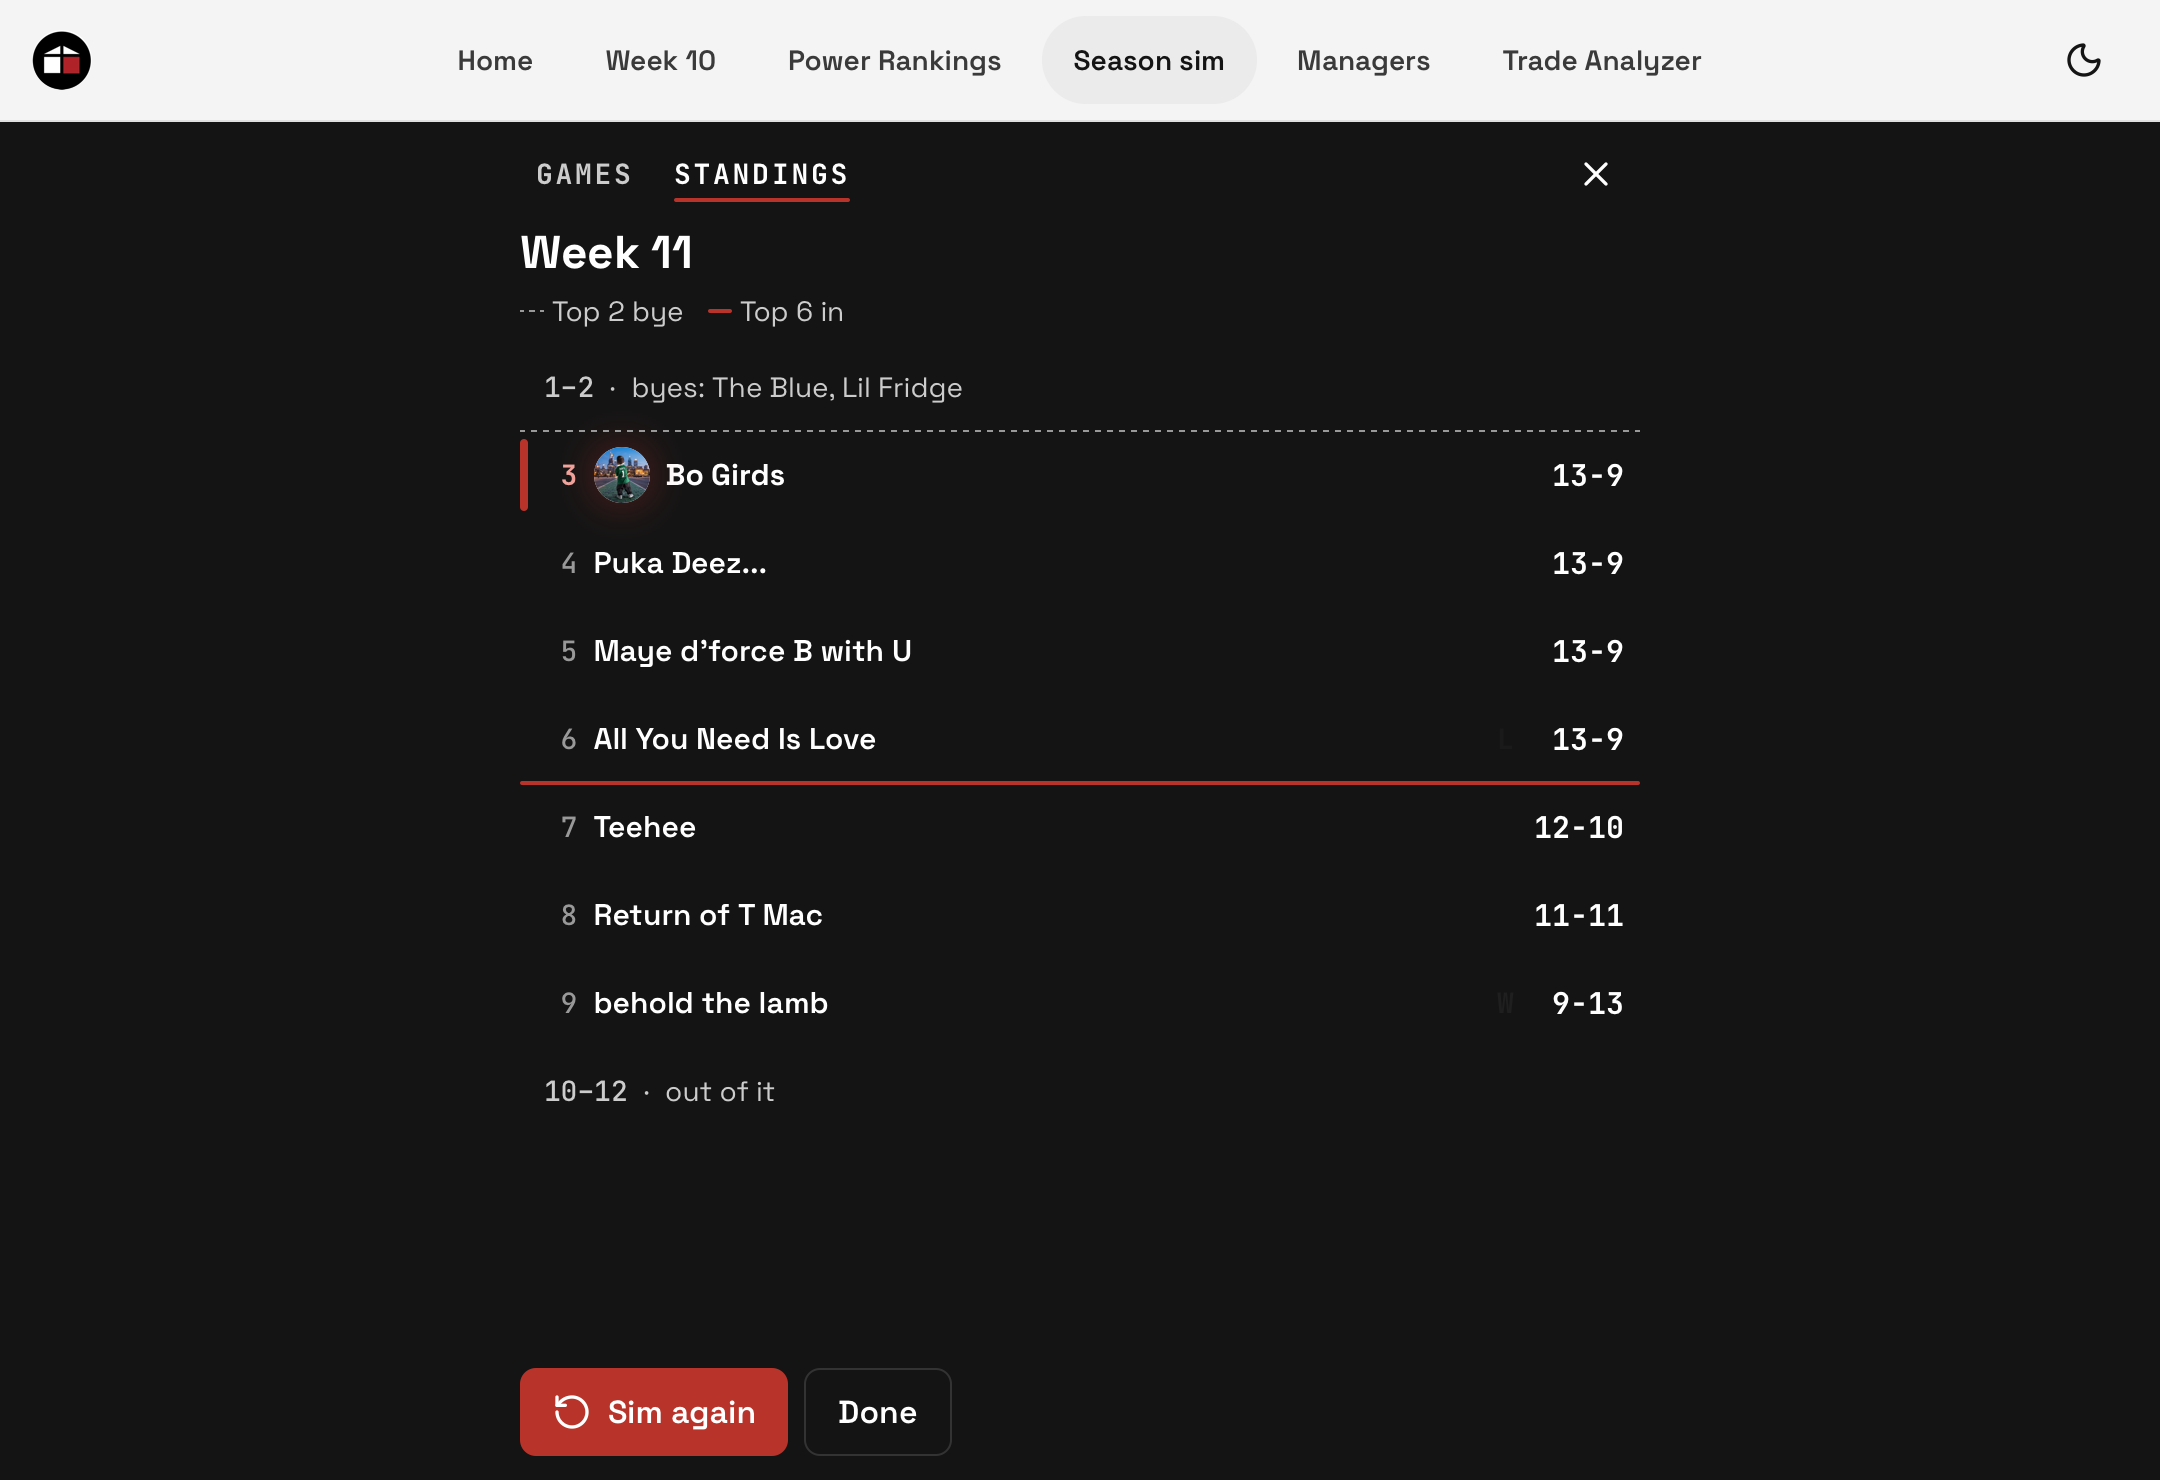 Home Week 10 Power Rankings Season sim Managers Trade Analyzer
GAMES STANDINGS
Week 11
Top 2 bye Top 6 in
1–2 · byes: The Blue, Lil Fridge
3 Bo Girds 13-9
4 Puka Deez... 13-9
5 Maye d’force B with U 13-9
6 All You Need Is Love L 13-9
7 Teehee 12-10
8 Return of T Mac 11-11
9 behold the lamb W 9-13
10–12 · out of it
Sim again Done